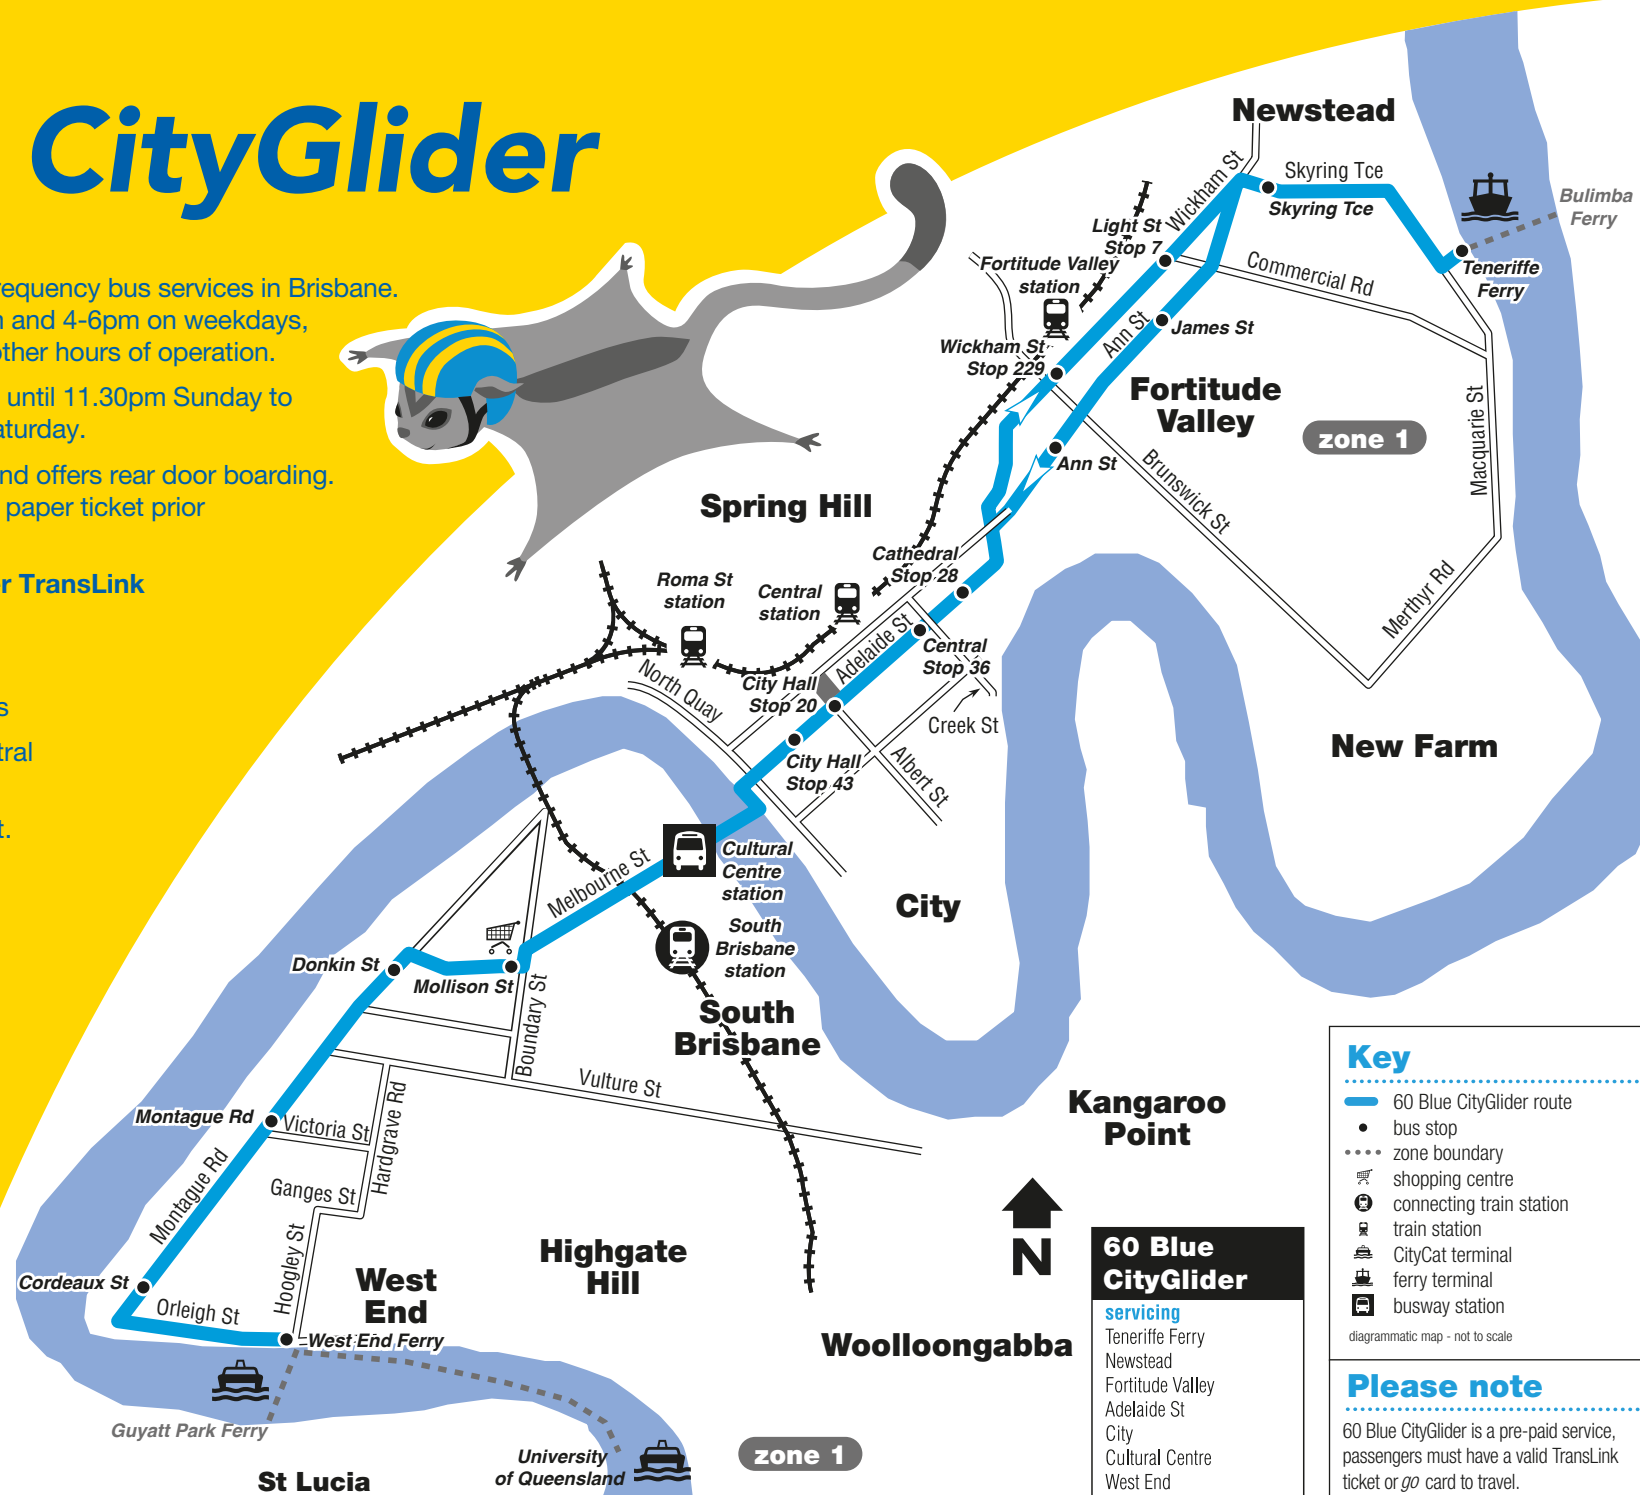 CityGlider
requency bus services in Brisbane.
n and 4-6pm on weekdays,
other hours of operation.
until 11.30pm Sunday to
aturday.
nd offers rear door boarding.
paper ticket prior
or TransLink
s
tral
t.
Newstead
Wickham St
Skyring Tce
Skyring Tce
Bulimba
Ferry
Light St
Stop 7
Fortitude Valley
station
Commercial Rd
Teneriffe
Ferry
Ann St
James St
Wickham St
Stop 229
Fortitude
Valley
zone 1
Macquarie St
Ann St
Brunswick St
Spring Hill
Cathedral
Stop 28
Merthyr Rd
Roma St
station
Central
station
Adelaide St
Central
Stop 36
North Quay
City Hall
Stop 20
Creek St
New Farm
City Hall
Stop 43
Albert St
Cultural
Centre
station
Melbourne St
City
South
Brisbane
station
Donkin St
Mollison St
Boundary St
South
Brisbane
Vulture St
Kangaroo
Point
Montague Rd
Victoria St
Hardgrave Rd
Montague Rd
Ganges St
Hoogley St
Highgate
Hill
N
West
End
Cordeaux St
Orleigh St
West End Ferry
Woolloongabba
Guyatt Park Ferry
University
of Queensland
St Lucia
zone 1
60 Blue
CityGlider
servicing
Teneriffe Ferry
Newstead
Fortitude Valley
Adelaide St
City
Cultural Centre
West End
Key
60 Blue CityGlider route
bus stop
zone boundary
shopping centre
connecting train station
train station
CityCat terminal
ferry terminal
busway station
diagrammatic map - not to scale
Please note
60 Blue CityGlider is a pre-paid service,
passengers must have a valid TransLink
ticket or go card to travel.